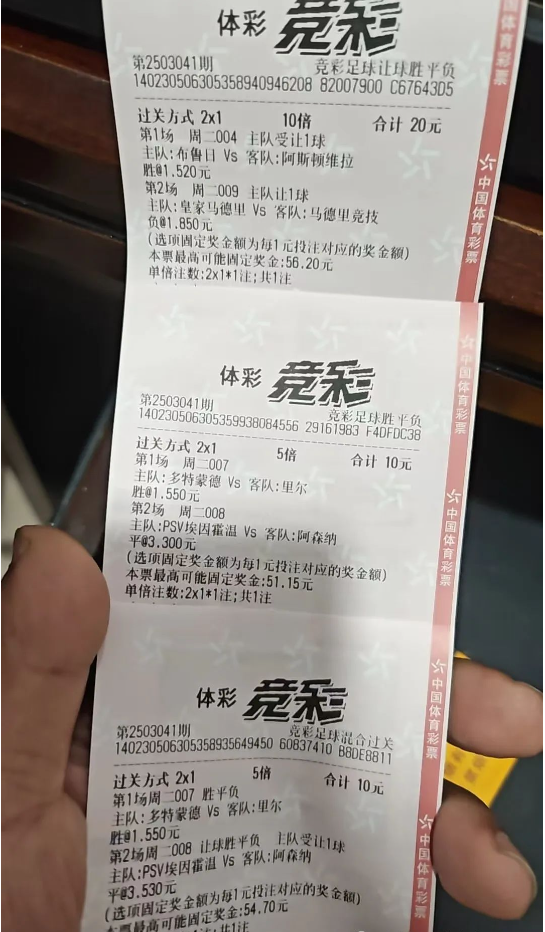 体彩 竞彩
第2503041期 竞彩足球让球胜平负
140230506305358940946208 82007900 C67643D5
过关方式 2x1 10倍 合计 20元
第1场 周二004 主队受让1球
主队:布鲁日 Vs 客队:阿斯顿维拉
胜@1.520元
第2场 周二009 主队让1球
主队:皇家马德里 Vs 客队:马德里竞技
负@1.850元
(选项固定奖金额为每1元投注对应的奖金额)
本票最高可能固定奖金:56.20元
单倍注数:2x1*1注;共1注
国体育彩票
中国体育彩票
体彩 竞彩
第2503041期 竞彩足球胜平负
140230506305359938084556 29161983 F4DFDC38
过关方式 2x1 5倍 合计 10元
第1场 周二007
主队:多特蒙德 Vs 客队:里尔
胜@1.550元
第2场 周二008
主队:PSV埃因霍温 Vs 客队:阿森纳
平@3.300元
(选项固定奖金额为每1元投注对应的奖金额)
本票最高可能固定奖金:51.15元
单倍注数:2x1*1注;共1注
中国体育彩票
中国体育彩票
体彩 竞彩
第2503041期 竞彩足球混合过关
140230506305358935649450 60837410 B8DE8811
过关方式 2x1 5倍 合计 10元
第1场周二007 胜平负
主队:多特蒙德 Vs 客队:里尔
胜@1.550元
第2场周二008 让球胜平负 主队受让1球
主队:PSV埃因霍温 Vs 客队:阿森纳
平@3.530元
(选项固定奖金额为每1元投注对应的奖金额)
本票最高可能固定奖金:54.70元
中国体育彩票
中国体育彩票